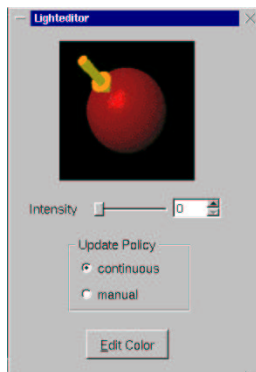 Lighteditor
Intensity 0
Update Policy
continuous
manual
Edit Color